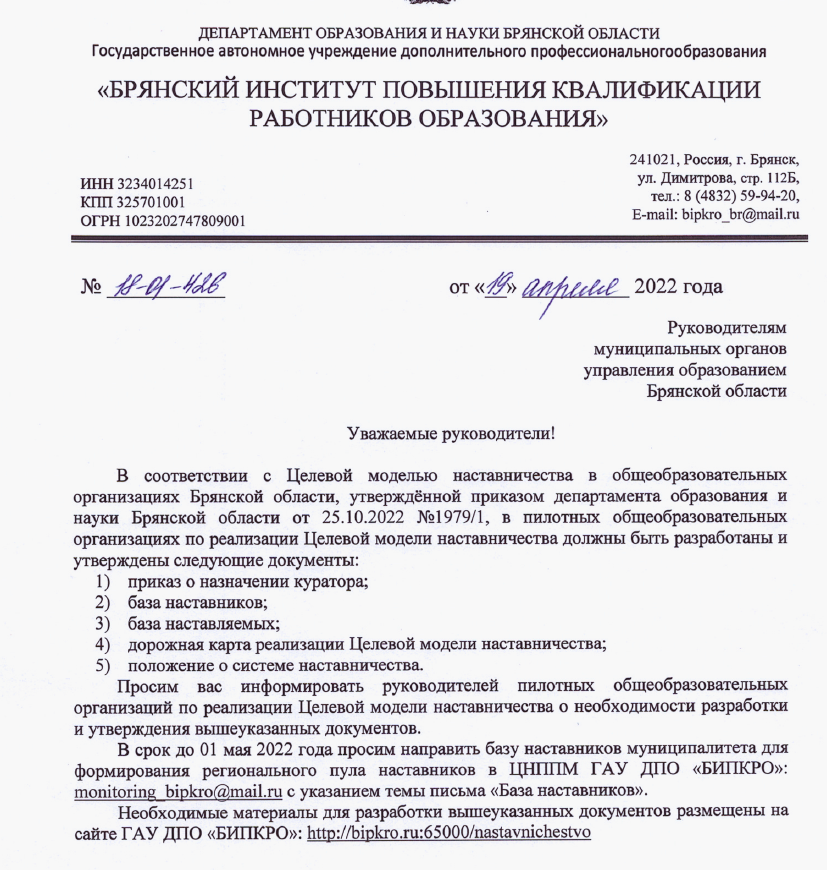 ДЕПАРТАМЕНТ ОБРАЗОВАНИЯ И НАУКИ БРЯНСКОЙ ОБЛАСТИ
Государственное автономное учреждение дополнительного профессиональногообразования
«БРЯНСКИЙ ИНСТИТУТ ПОВЫШЕНИЯ КВАЛИФИКАЦИИ
РАБОТНИКОВ ОБРАЗОВАНИЯ»
ИНН 3234014251
КПП 325701001
ОГРН 1023202747809001
241021, Россия, г. Брянск,
ул. Димитрова, стр. 112Б,
тел.: 8 (4832) 59-94-20,
E-mail: bipkro_br@mail.ru
№ 18-01-426 от «19» апреля 2022 года
Руководителям
муниципальных органов
управления образованием
Брянской области
Уважаемые руководители!
В соответствии с Целевой моделью наставничества в общеобразовательных
организациях Брянской области, утверждённой приказом департамента образования и
науки Брянской области от 25.10.2022 №1979/1, в пилотных общеобразовательных
организациях по реализации Целевой модели наставничества должны быть разработаны и
утверждены следующие документы:
1) приказ о назначении куратора;
2) база наставников;
3) база наставляемых;
4) дорожная карта реализации Целевой модели наставничества;
5) положение о системе наставничества.
Просим вас информировать руководителей пилотных общеобразовательных
организаций по реализации Целевой модели наставничества о необходимости разработки
и утверждения вышеуказанных документов.
В срок до 01 мая 2022 года просим направить базу наставников муниципалитета для
формирования регионального пула наставников в ЦНППМ ГАУ ДПО «БИПКРО»:
monitoring_bipkro@mail.ru с указанием темы письма «База наставников».
Необходимые материалы для разработки вышеуказанных документов размещены на
сайте ГАУ ДПО «БИПКРО»: http://bipkro.ru:65000/nastavnichestvo